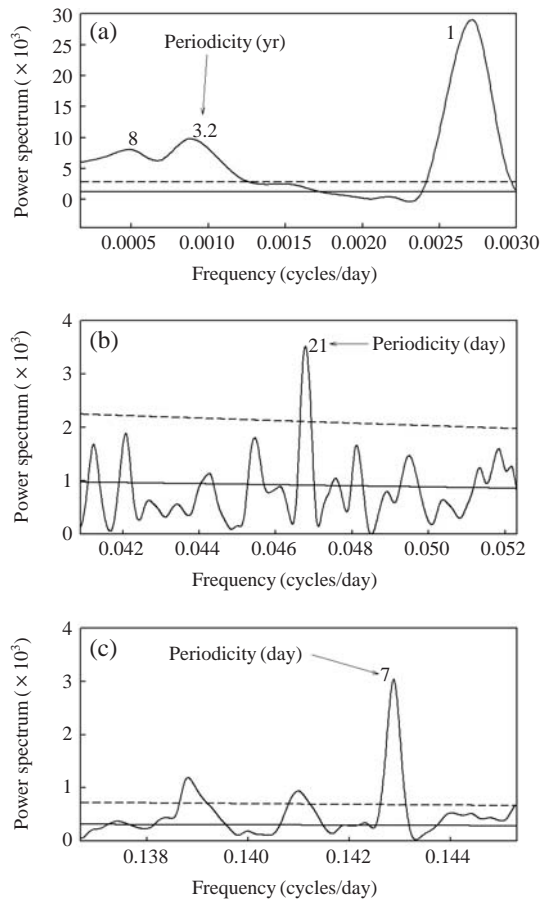 (a)
Power spectrum (× 10³)
30
25
20
15
10
5
0
Periodicity (yr)
8
3.2
1
0.0005 0.0010 0.0015 0.0020 0.0025 0.0030
Frequency (cycles/day)
(b)
Power spectrum (× 10³)
4
3
2
1
0
21
Periodicity (day)
0.042 0.044 0.046 0.048 0.050 0.052
Frequency (cycles/day)
(c)
Power spectrum (× 10³)
4
3
2
1
0
Periodicity (day)
7
0.138 0.140 0.142 0.144
Frequency (cycles/day)